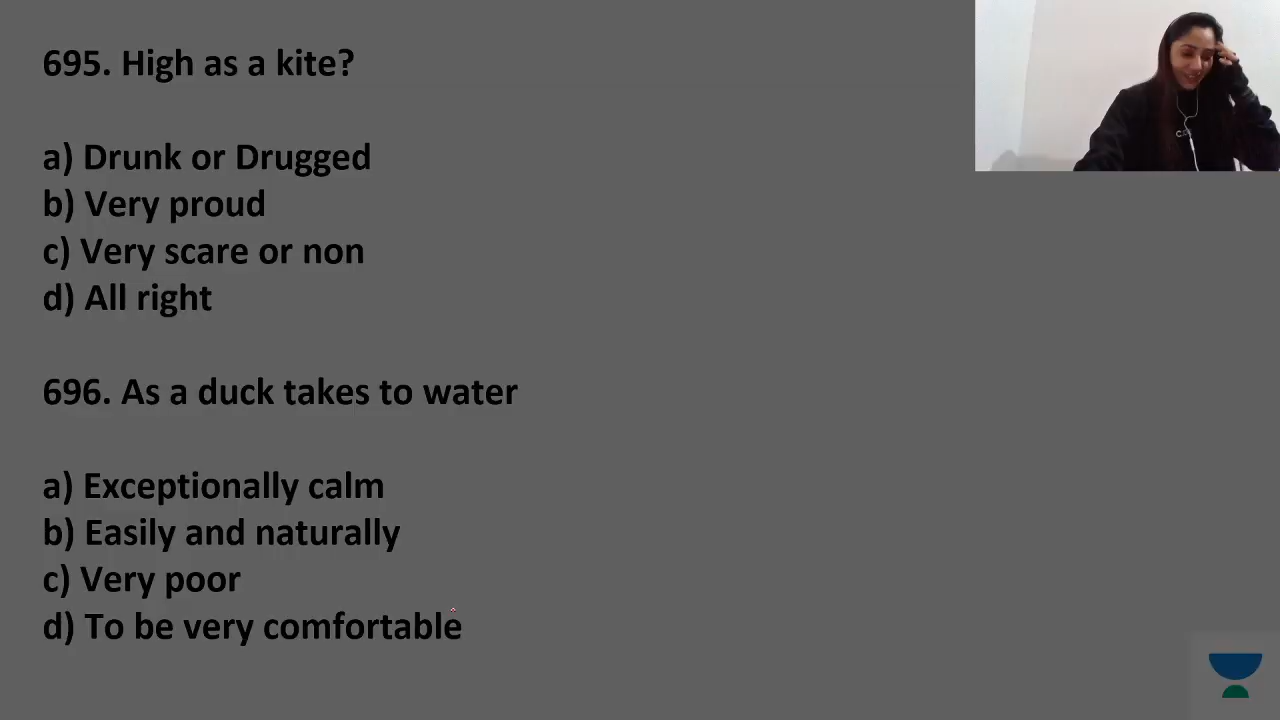 695. High as a kite?
a) Drunk or Drugged
b) Very proud
c) Very scare or non
d) All right
696. As a duck takes to water
a) Exceptionally calm
b) Easily and naturally
c) Very poor
d) To be very comfortable